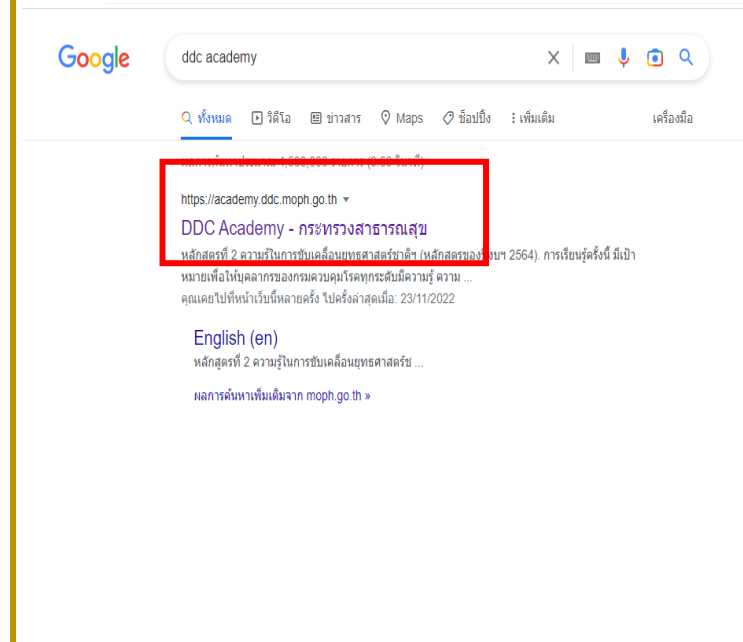 Google
ddc academy
ทั้งหมด วิดีโอ ข่าวสาร Maps ช็อปปิ้ง เพิ่มเติม เครื่องมือ
https://academy.ddc.moph.go.th
DDC Academy - กระทรวงสาธารณสุข
หลักสูตรที่ 2 ความรู้ในการขับเคลื่อนยุทธศาสตร์ชาติฯ (หลักสูตรของ งบฯ 2564). การเรียนรู้ครั้งนี้ มีเป้า
หมายเพื่อให้บุคลากรของกรมควบคุมโรคทุกระดับมีความรู้ ความ ...
คุณเคยไปที่หน้าเว็บนี้หลายครั้ง ไปครั้งล่าสุดเมื่อ: 23/11/2022
English (en)
หลักสูตรที่ 2 ความรู้ในการขับเคลื่อนยุทธศาสตร์ช ...
ผลการค้นหาเพิ่มเติมจาก moph.go.th »